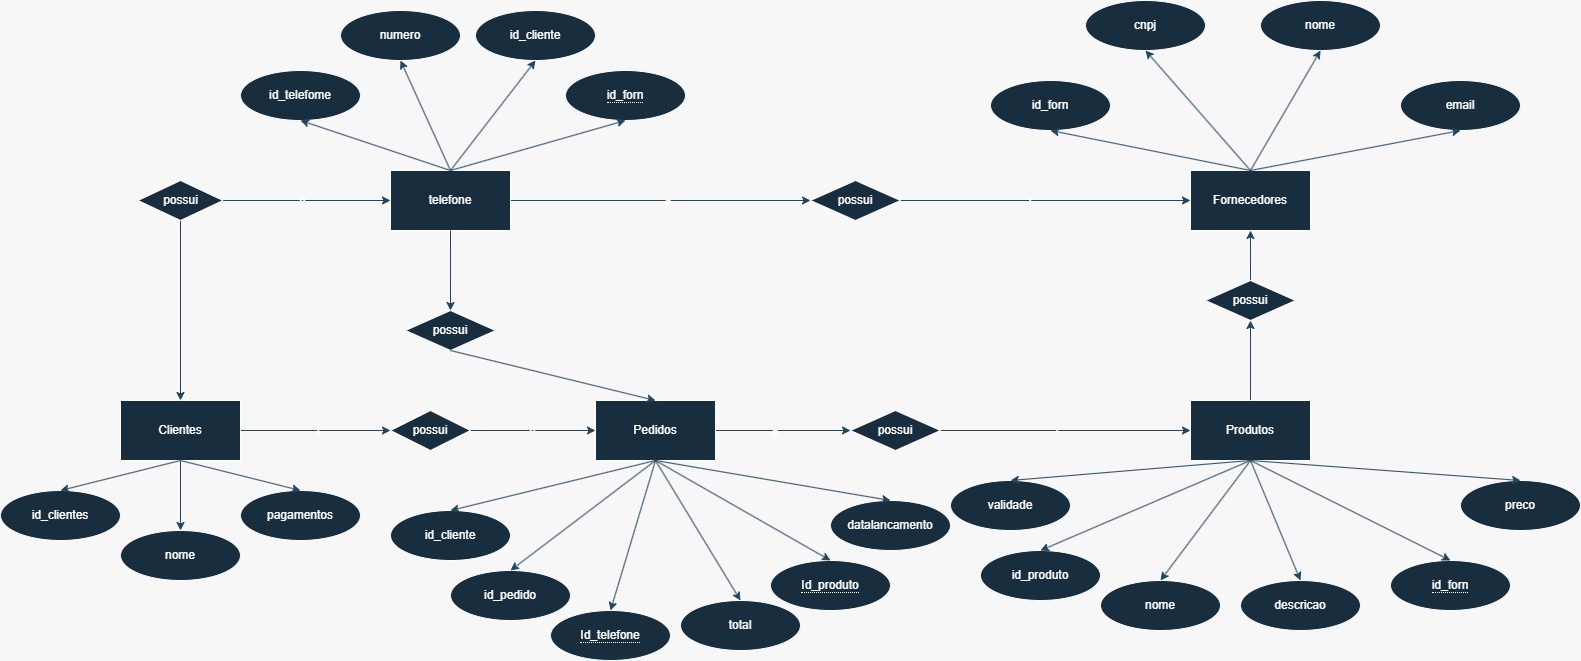 cnpj
nome
numero
id_cliente
id_telefome
id_forn
id_forn
email
possui
telefone
possui
Fornecedores
possui
possui
Clientes
possui
Pedidos
possui
Produtos
id_clientes
pagamentos
nome
id_cliente
datalancamento
id_pedido
Id_produto
Id_telefone
total
validade
preco
id_produto
id_forn
nome
descricao